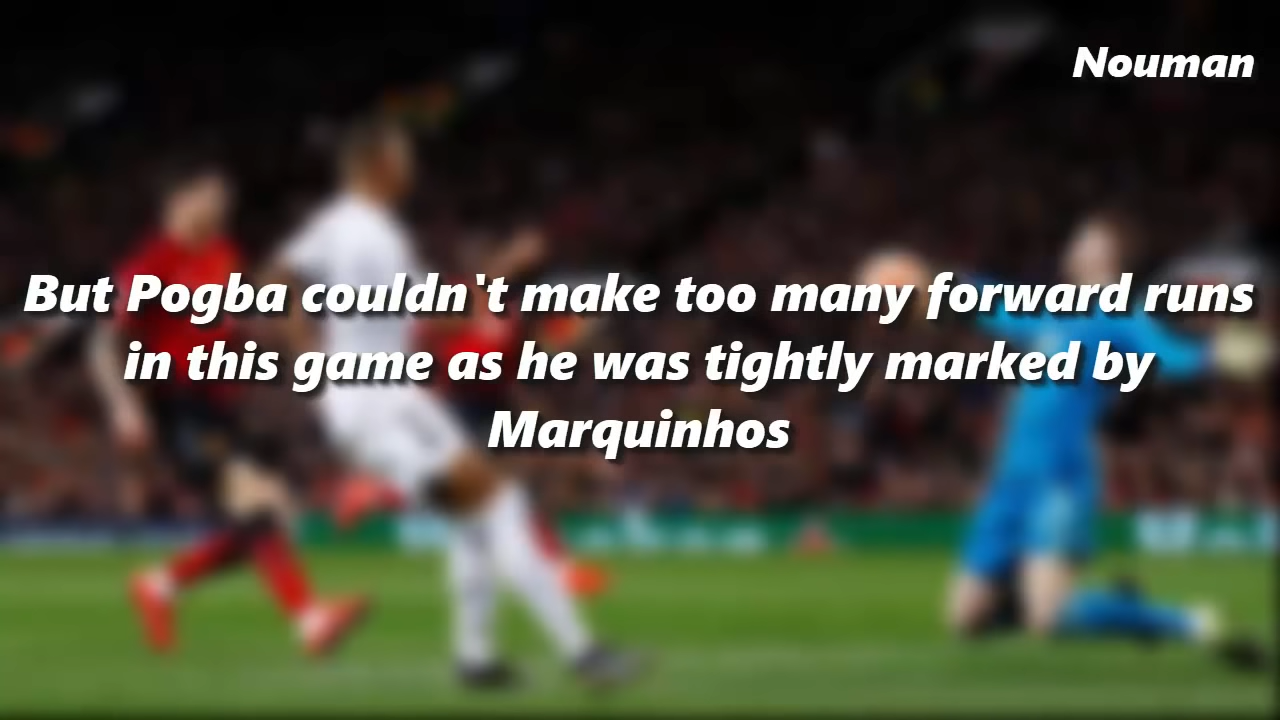 Nouman
But Pogba couldn't make too many forward runs
in this game as he was tightly marked by
Marquinhos